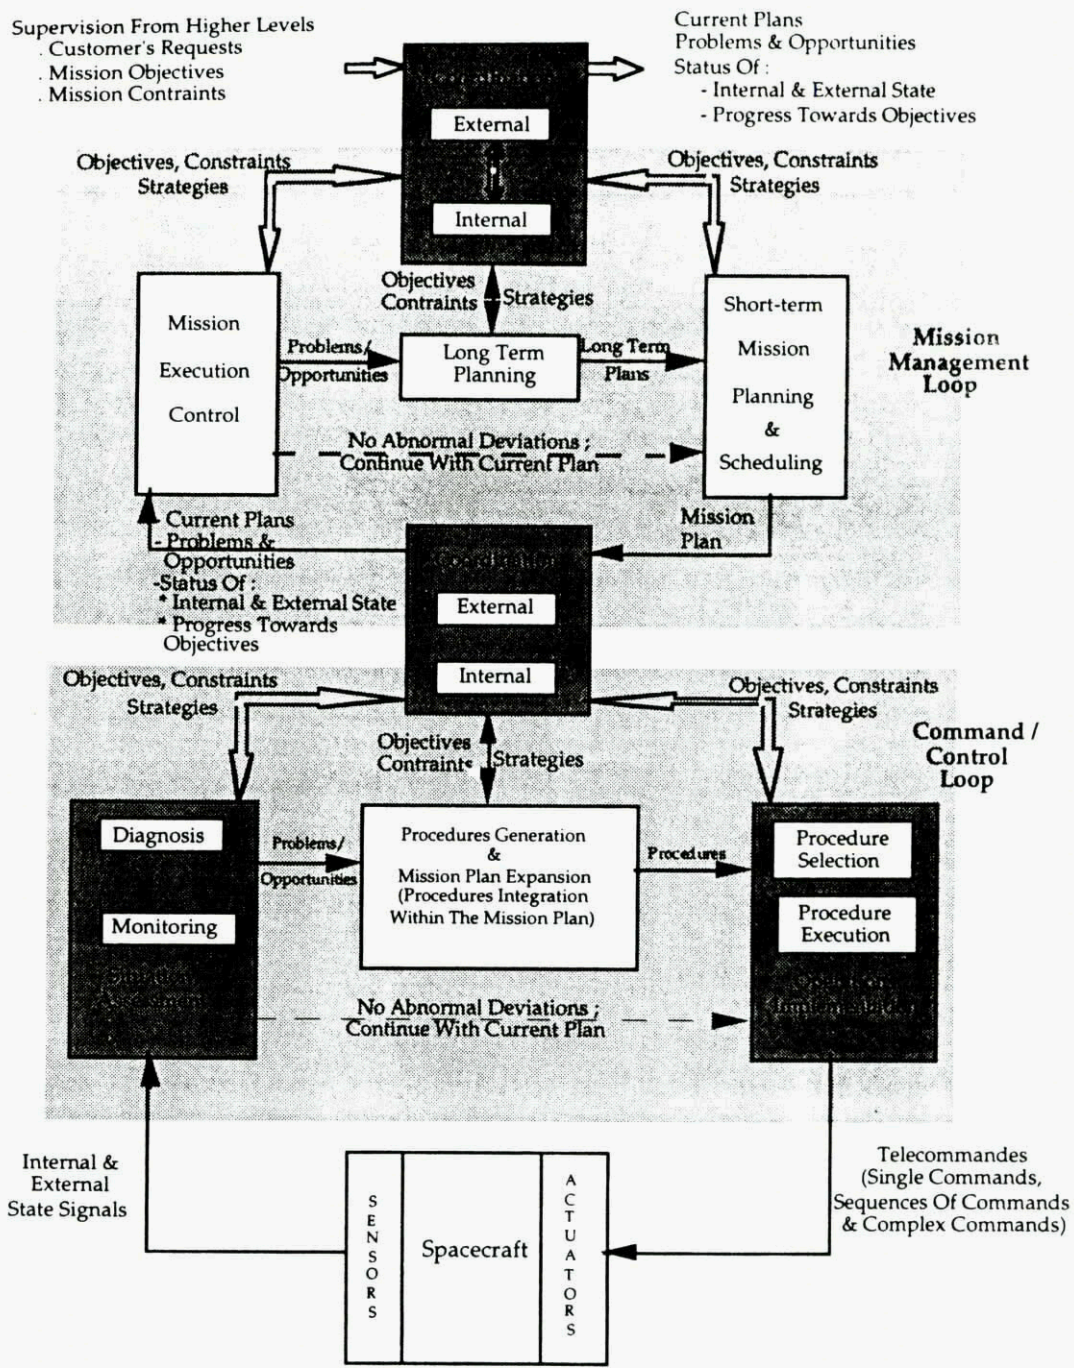 Supervision From Higher Levels
. Customer's Requests
. Mission Objectives
. Mission Contraints
Current Plans
Problems & Opportunities
Status Of :
- Internal & External State
- Progress Towards Objectives
External
Internal
Objectives, Constraints
Strategies
Objectives, Constraints
Strategies
Objectives
Contraints
Strategies
Mission
Execution
Control
Problems/
Opportunities
Long Term
Planning
Long Term
Plans
Short-term
Mission
Planning
&
Scheduling
Mission
Management
Loop
No Abnormal Deviations ;
Continue With Current Plan
- Current Plans
- Problems &
Opportunities
-Status Of :
* Internal & External State
* Progress Towards
Objectives
Mission
Plan
Coordination
External
Internal
Objectives, Constraints
Strategies
Objectives, Constraints
Strategies
Command /
Control
Loop
Objectives
Contraints
Strategies
Diagnosis
Monitoring
Situation
Assessment
Problems/
Opportunities
Procedures Generation
&
Mission Plan Expansion
(Procedures Integration
Within The Mission Plan)
Procedures
Procedure
Selection
Procedure
Execution
No Abnormal Deviations ;
Continue With Current Plan
Internal &
External
State Signals
SENSORS
Spacecraft
ACTUATORS
Telecommandes
(Single Commands,
Sequences Of Commands
& Complex Commands)